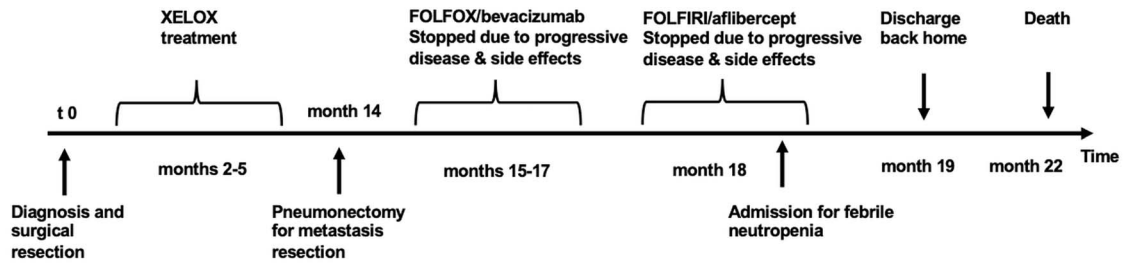 XELOX
treatment
FOLFOX/bevacizumab
Stopped due to progressive
disease & side effects
FOLFIRI/aflibercept
Stopped due to progressive
disease & side effects
Discharge
back home
Death
t 0
month 14
Time
months 2-5
months 15-17
month 18
month 19
month 22
Diagnosis and
surgical
resection
Pneumonectomy
for metastasis
resection
Admission for febrile
neutropenia